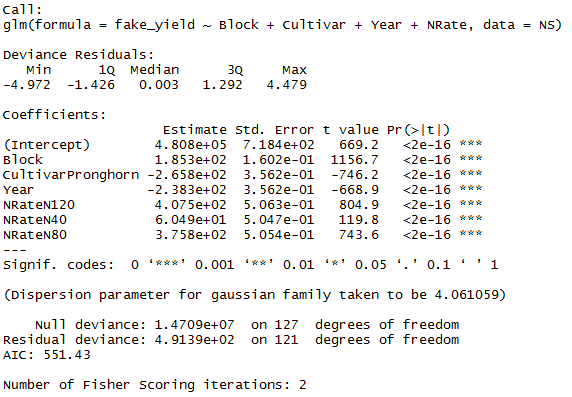 Call:
glm(formula = fake_yield ~ Block + Cultivar + Year + NRate, data = NS)
Deviance Residuals:
Min 1Q Median 3Q Max
-4.972 -1.426 0.003 1.292 4.479
Coefficients:
Estimate Std. Error t value Pr(>|t|)
(Intercept) 4.808e+05 7.184e+02 669.2 <2e-16 ***
Block 1.853e+02 1.602e-01 1156.7 <2e-16 ***
CultivarPronghorn -2.658e+02 3.562e-01 -746.2 <2e-16 ***
Year -2.383e+02 3.562e-01 -668.9 <2e-16 ***
NRateN120 4.075e+02 5.063e-01 804.9 <2e-16 ***
NRateN40 6.049e+01 5.047e-01 119.8 <2e-16 ***
NRateN80 3.758e+02 5.054e-01 743.6 <2e-16 ***
---
Signif. codes: 0 ‘***’ 0.001 ‘**’ 0.01 ‘*’ 0.05 ‘.’ 0.1 ‘ ’ 1
(Dispersion parameter for gaussian family taken to be 4.061059)
Null deviance: 1.4709e+07 on 127 degrees of freedom
Residual deviance: 4.9139e+02 on 121 degrees of freedom
AIC: 551.43
Number of Fisher Scoring iterations: 2